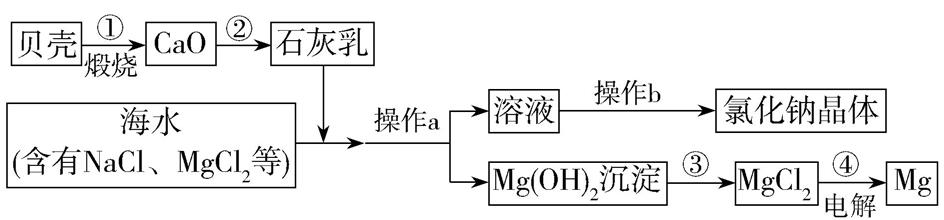 贝壳 ① 煅烧 CaO ② 石灰乳
海水
(含有NaCl、MgCl₂等)
操作a
溶液 操作b 氯化钠晶体
Mg(OH)₂沉淀 ③ MgCl₂ ④ 电解 Mg